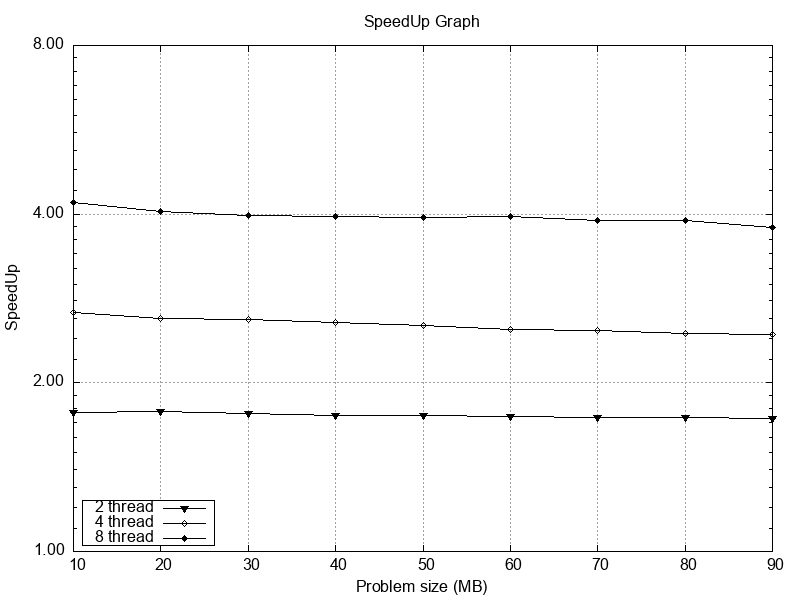 SpeedUp Graph
8.00
4.00
2.00
1.00
SpeedUp
2 thread
4 thread
8 thread
10 20 30 40 50 60 70 80 90
Problem size (MB)